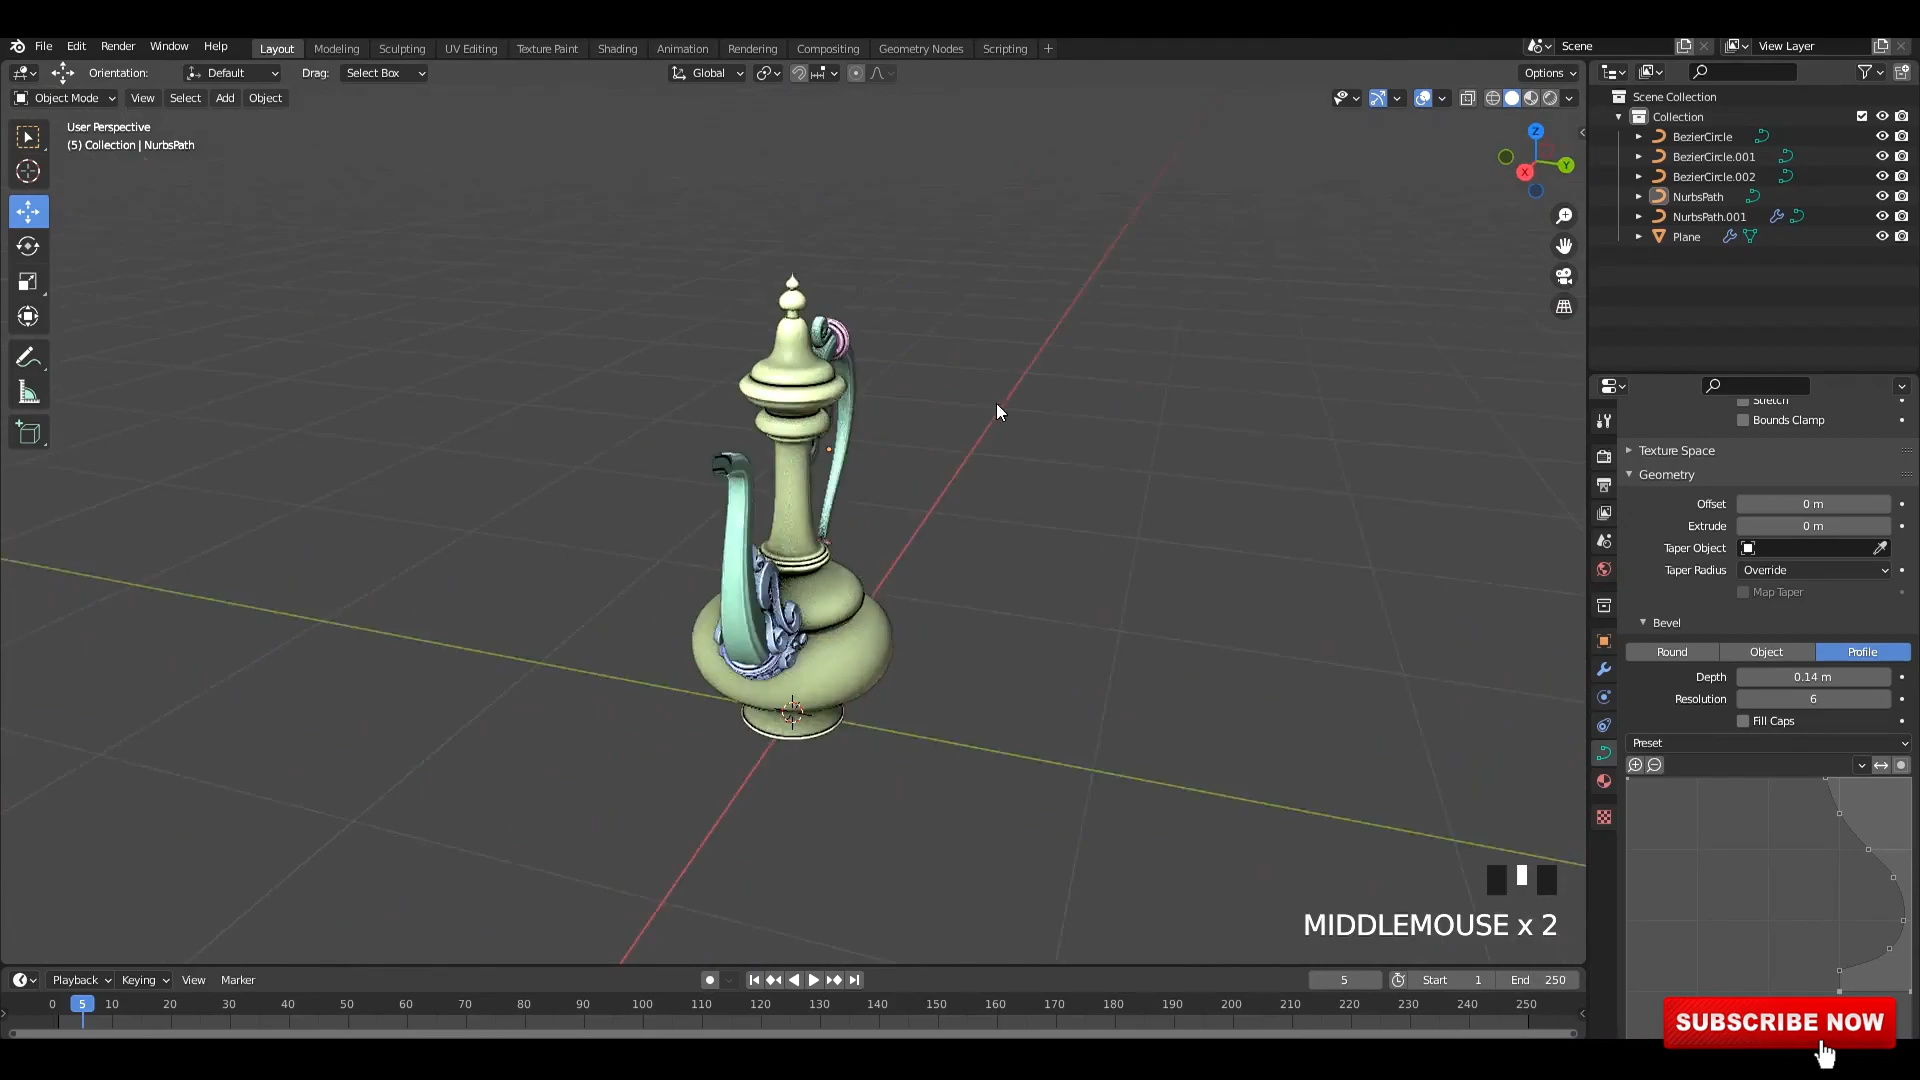 File Edit Render Window Help
Layout Modeling Sculpting UV Editing Texture Paint Shading Animation Rendering Compositing Geometry Nodes Scripting +
Scene
View Layer
Orientation: Default Drag: Select Box
Global
Options
Object Mode View Select Add Object
User Perspective
(5) Collection | NurbsPath
Z
Y
X
Scene Collection
Collection
BezierCircle
BezierCircle.001
BezierCircle.002
NurbsPath
NurbsPath.001
Plane
Stretch
Bounds Clamp
Texture Space
Geometry
Offset 0 m
Extrude 0 m
Taper Object
Taper Radius Override
Map Taper
Bevel
Round Object Profile
Depth 0.14 m
Resolution 6
Fill Caps
Preset
MIDDLEMOUSE x 2
Playback Keying View Marker
5 Start 1 End 250
0 5 10 20 30 40 50 60 70 80 90 100 110 120 130 140 150 160 170 180 190 200 210 220 230 240 250
SUBSCRIBE NOW